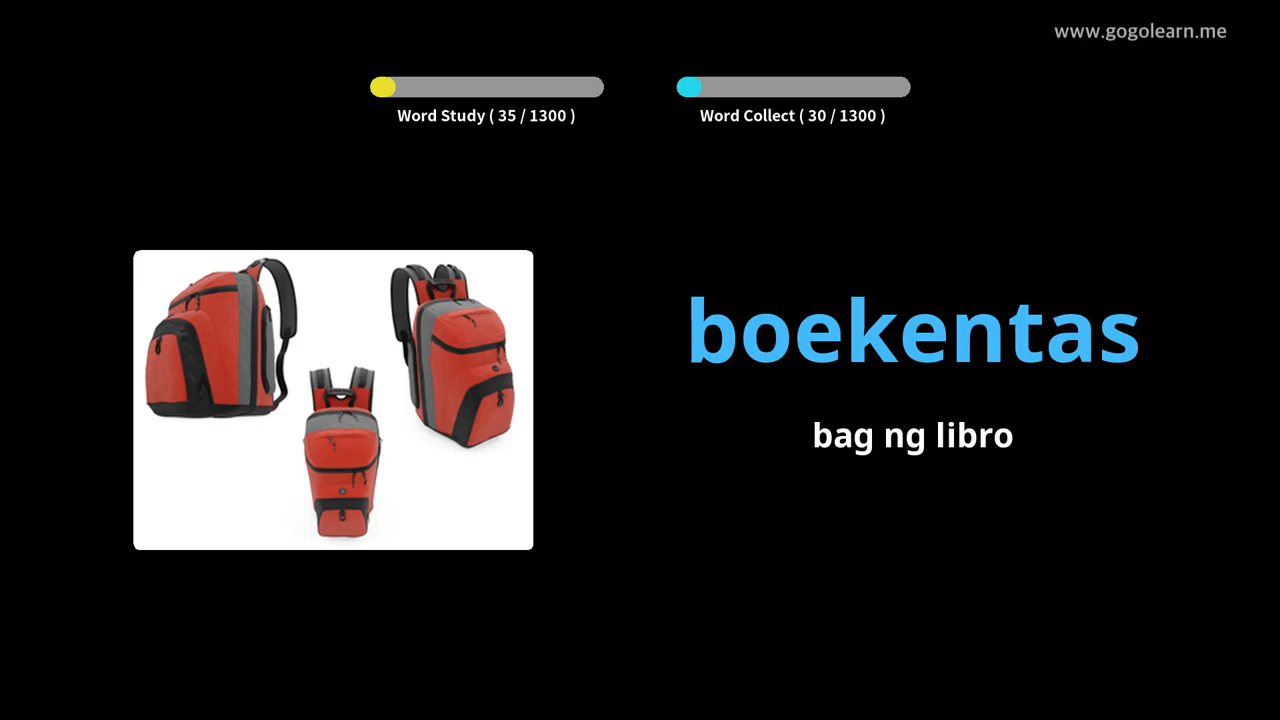 www.gogolearn.me
Word Study ( 35 / 1300 )
Word Collect ( 30 / 1300 )
boekentas
bag ng libro